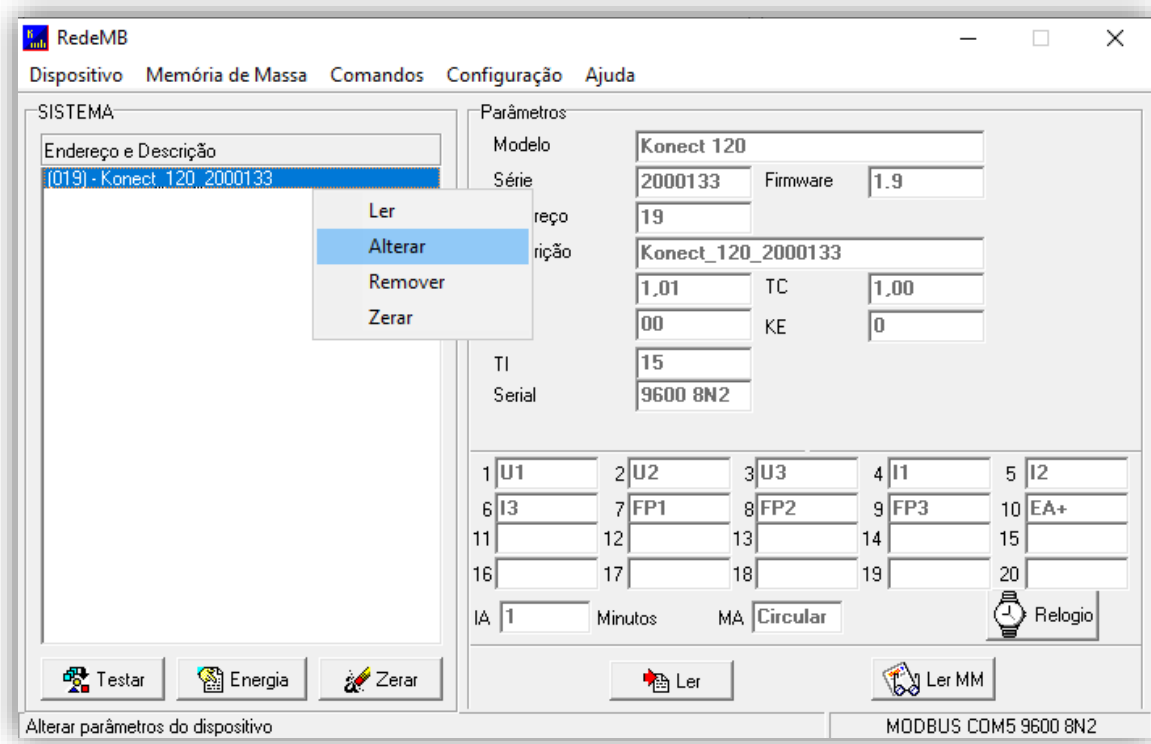 RedeMB
Dispositivo Memória de Massa Comandos Configuração Ajuda
SISTEMA
Endereço e Descrição
(019) - Konect_120_2000133
Ler
Alterar
Remover
Zerar
Testar Energia Zerar
Parâmetros
Modelo Konect 120
Série 2000133 Firmware 1.9
reço 19
rição Konect_120_2000133
1,01 TC 1,00
00 KE 0
TI 15
Serial 9600 8N2
1 U1 2 U2 3 U3 4 I1 5 I2
6 I3 7 FP1 8 FP2 9 FP3 10 EA+
11 12 13 14 15
16 17 18 19 20
IA 1 Minutos MA Circular Relogio
Ler Ler MM
Alterar parâmetros do dispositivo MODBUS COM5 9600 8N2